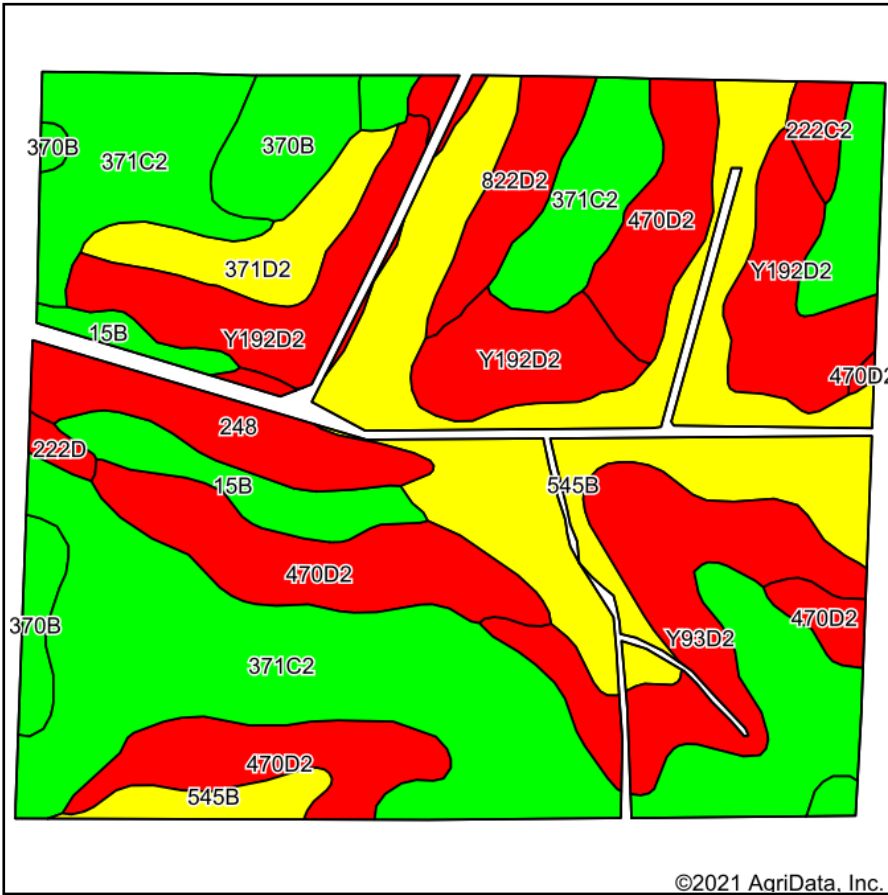 222C2
370B
370B
371C2
822D2
371C2
470D2
371D2
Y192D2
15B
Y192D2
Y192D2
470D2
248
222D
15B
545B
470D2
370B
Y93D2
470D2
371C2
470D2
545B
©2021 AgriData, Inc.